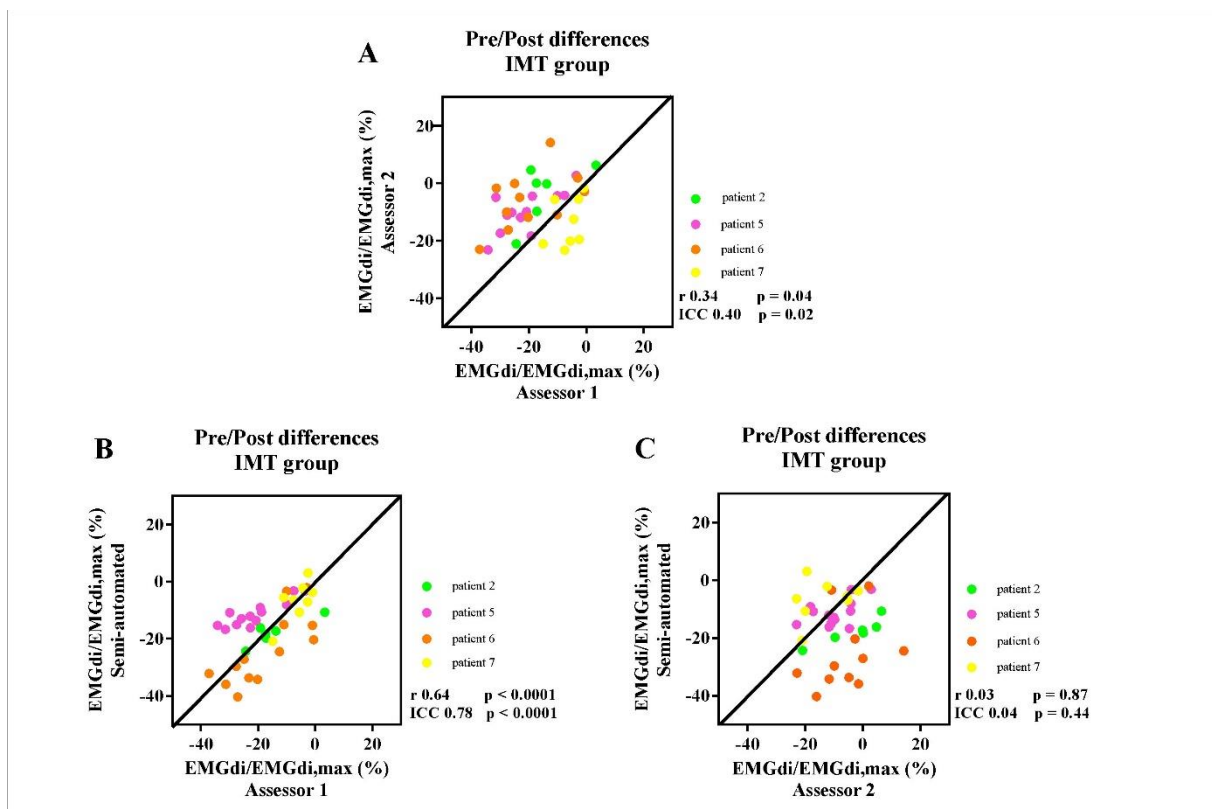 A
Pre/Post differences
IMT group
EMGdi/EMGdi,max (%)
Assessor 2
20
0
-20
-40
-40 -20 0 20
EMGdi/EMGdi,max (%)
Assessor 1
patient 2
patient 5
patient 6
patient 7
r 0.34 p = 0.04
ICC 0.40 p = 0.02
B
Pre/Post differences
IMT group
EMGdi/EMGdi,max (%)
Semi-automated
20
0
-20
-40
-40 -20 0 20
EMGdi/EMGdi,max (%)
Assessor 1
patient 2
patient 5
patient 6
patient 7
r 0.64 p < 0.0001
ICC 0.78 p < 0.0001
C
Pre/Post differences
IMT group
EMGdi/EMGdi,max (%)
Semi-automated
20
0
-20
-40
-40 -20 0 20
EMGdi/EMGdi,max (%)
Assessor 2
patient 2
patient 5
patient 6
patient 7
r 0.03 p = 0.87
ICC 0.04 p = 0.44